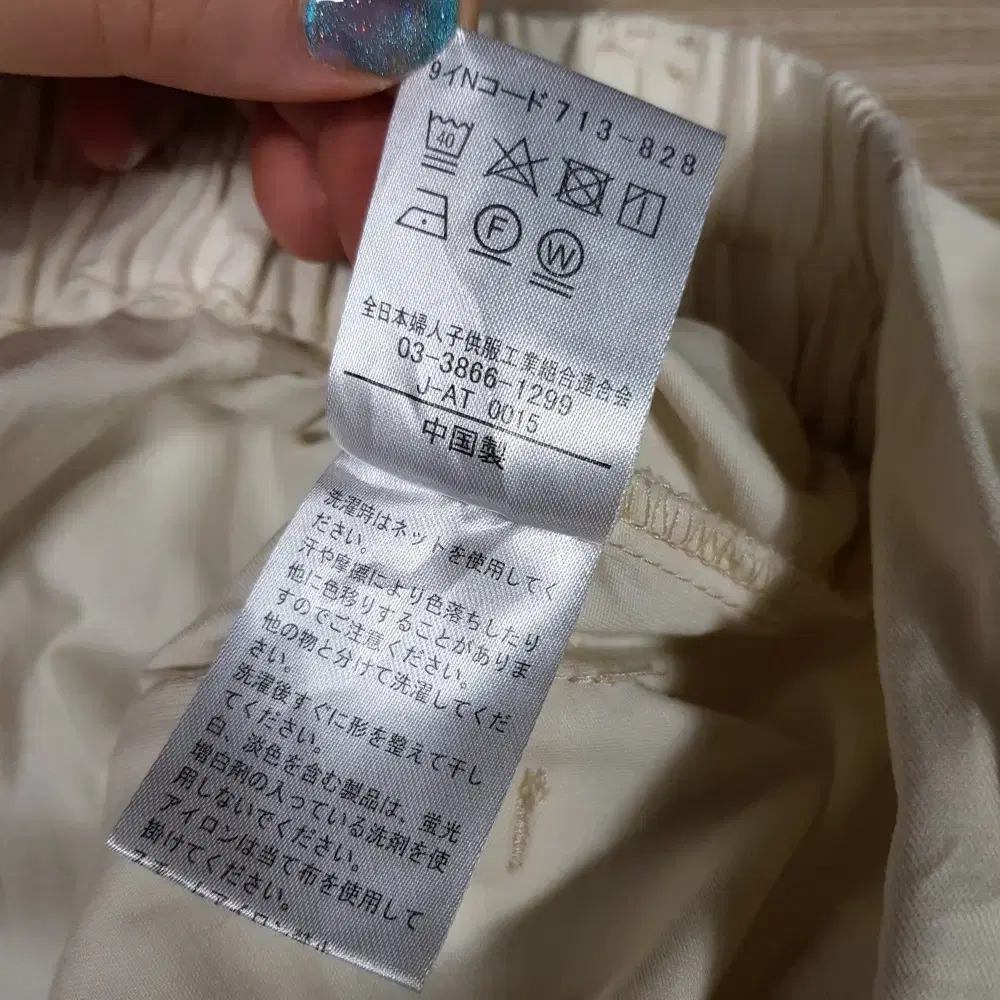 9イNコード 713-828
40
F
W
全日本婦人子供服工業組合連合会
03-3866-1299
J-AT 0015
中国製
洗濯時はネットを使用してく
ださい。
汗や摩擦により色落ちしたり
他に色移りすることがありま
すのでご注意ください。
他の物と分けて洗濯してくだ
さい。
洗濯後すぐに形を整えて干し
てください。
白、淡色を含む製品は、蛍光
増白剤の入っている洗剤を使
用しないでください。
アイロンは当て布を使用して
掛けてください。